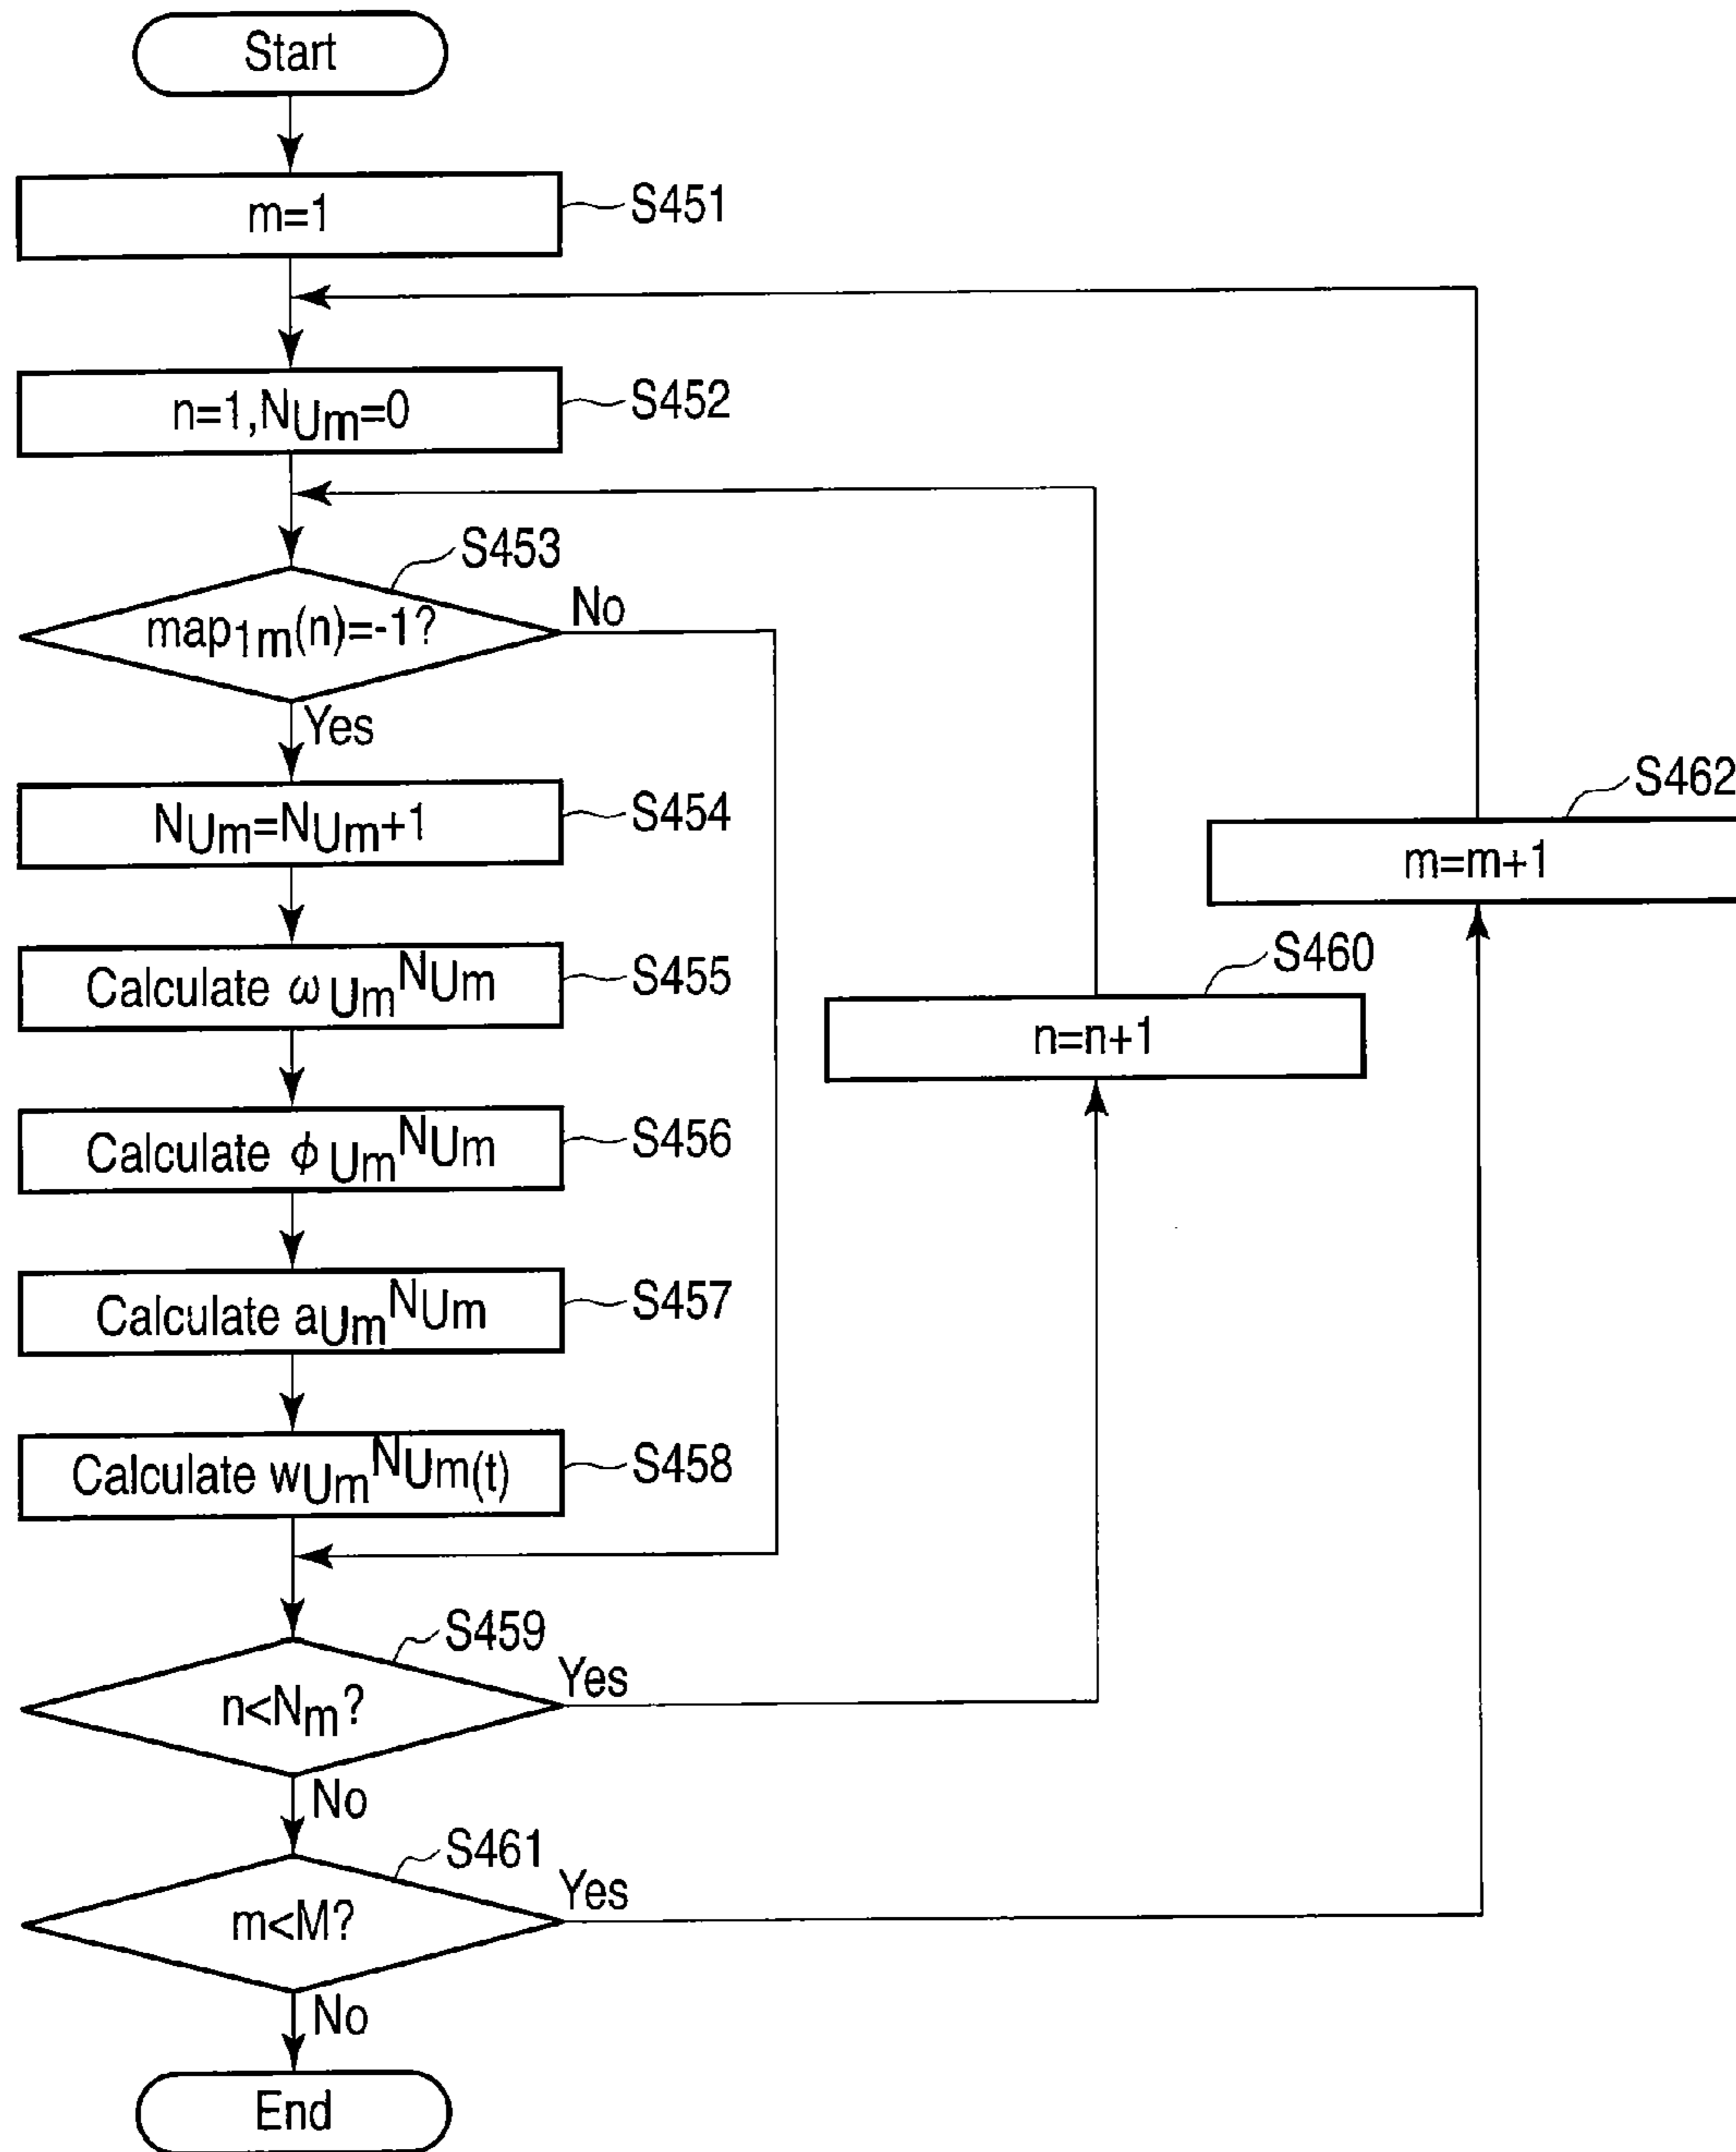 Start
m=1
S451
n=1,NUm=0
S452
S453
map1m(n)=-1?
No
Yes
NUm=NUm+1
S454
S462
m=m+1
Calculate ωUmNUm
S455
S460
n=n+1
Calculate ϕUmNUm
S456
Calculate aUmNUm
S457
Calculate wUmNUm(t)
S458
S459
n<Nm?
Yes
No
S461
m<M?
Yes
No
End